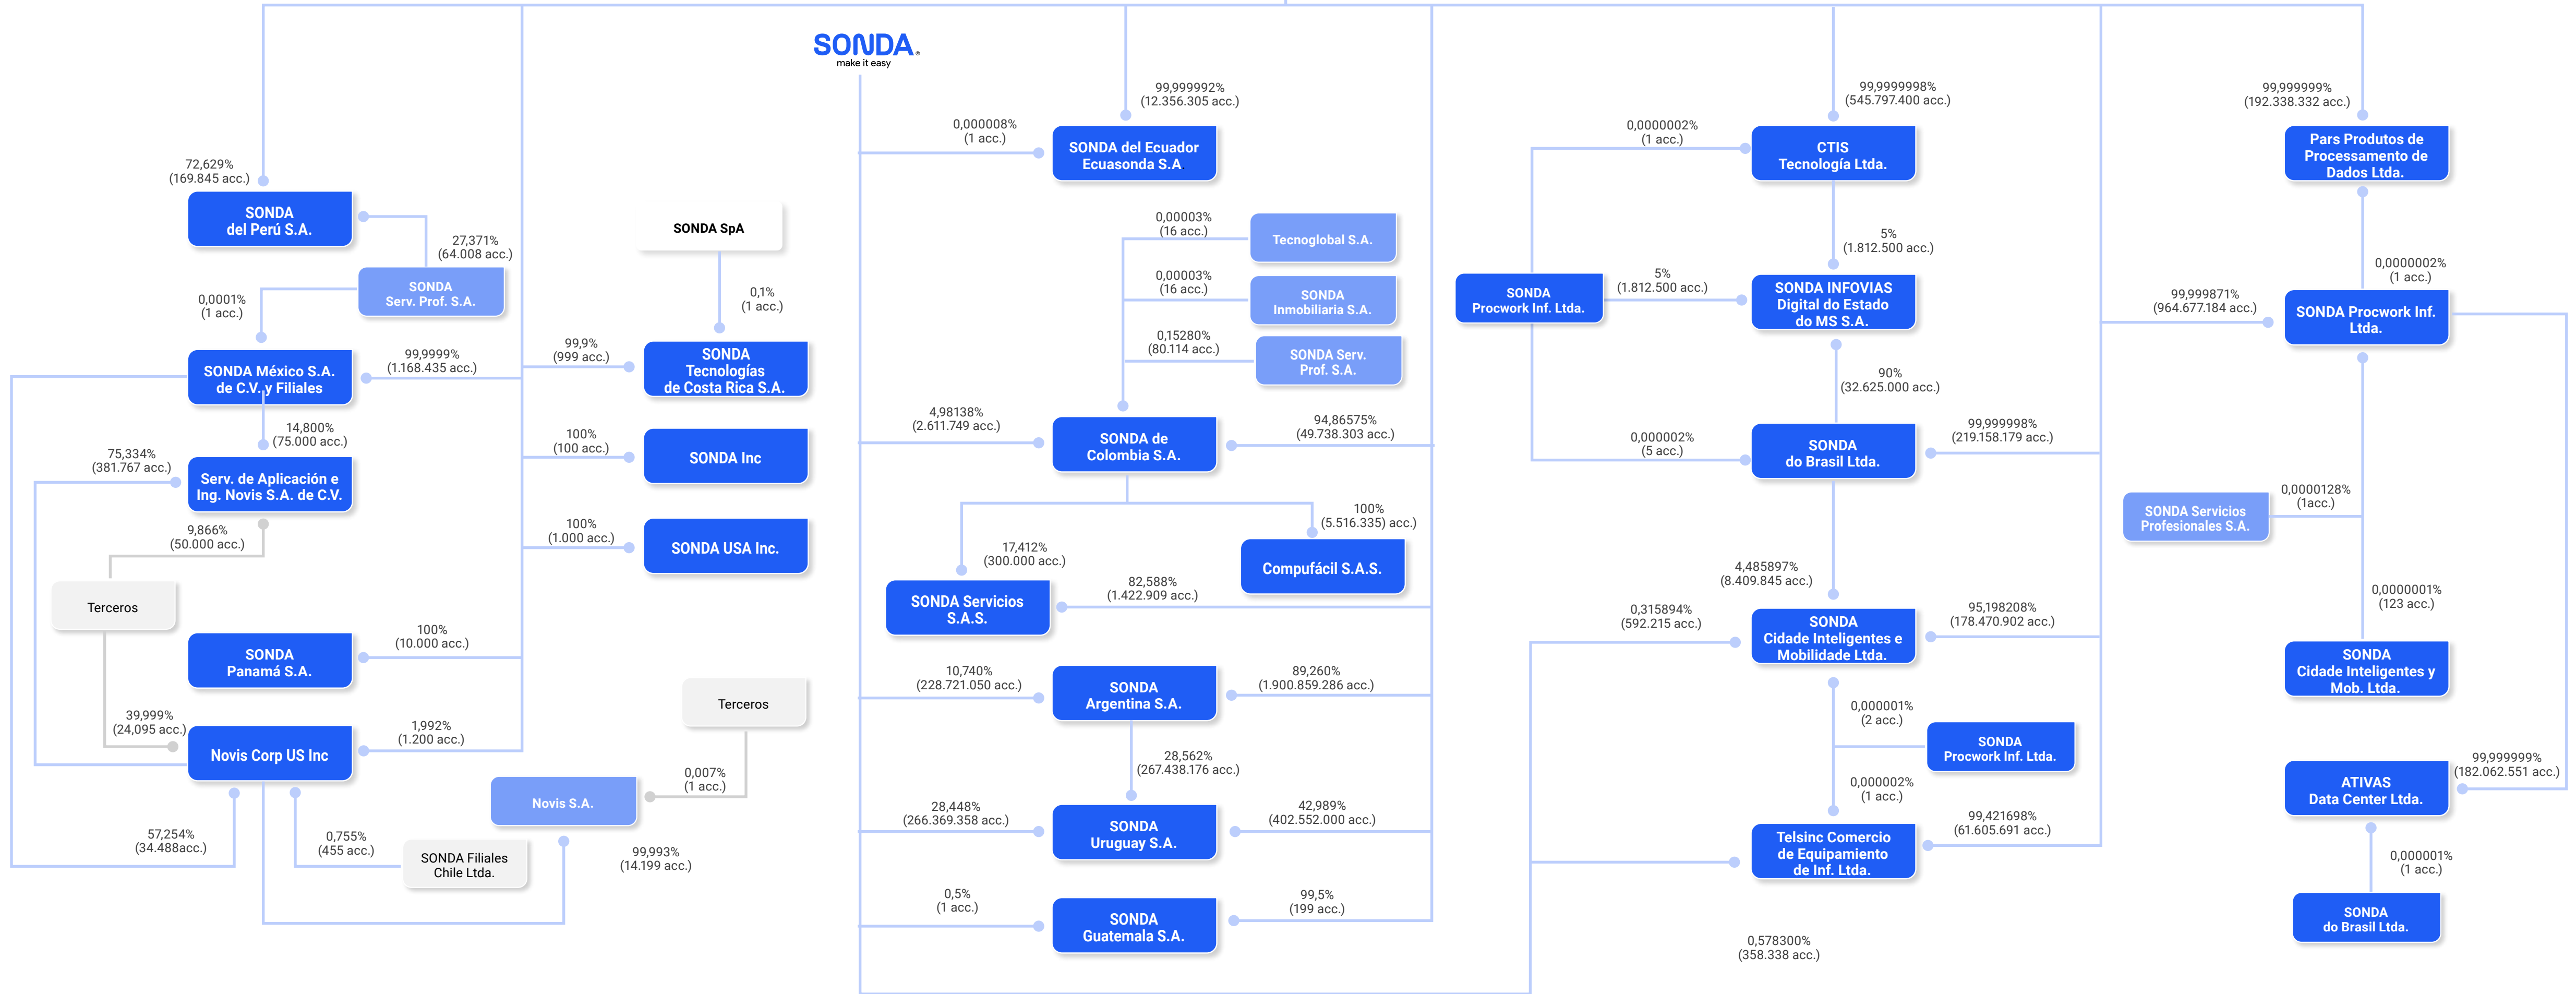 72,629%
(169.845 acc.)
SONDA
del Perú S.A.
27,371%
(64.008 acc.)
SONDA
Serv. Prof. S.A.
0,0001%
(1 acc.)
SONDA México S.A.
de C.V. y Filiales
99,9999%
(1.168.435 acc.)
14,800%
(75.000 acc.)
75,334%
(381.767 acc.)
Serv. de Aplicación e
Ing. Novis S.A. de C.V.
9,866%
(50.000 acc.)
Terceros
SONDA
Panamá S.A.
100%
(10.000 acc.)
39,999%
(24,095 acc.)
Novis Corp US Inc
1,992%
(1.200 acc.)
57,254%
(34.488acc.)
0,755%
(455 acc.)
SONDA Filiales
Chile Ltda.
SONDA SpA
0,1%
(1 acc.)
99,9%
(999 acc.)
SONDA
Tecnologías
de Costa Rica S.A.
100%
(100 acc.)
SONDA Inc
100%
(1.000 acc.)
SONDA USA Inc.
Terceros
0,007%
(1 acc.)
Novis S.A.
99,993%
(14.199 acc.)
SONDA®
make it easy
99,999992%
(12.356.305 acc.)
0,000008%
(1 acc.)
SONDA del Ecuador
Ecuasonda S.A.
0,00003%
(16 acc.)
Tecnoglobal S.A.
0,00003%
(16 acc.)
SONDA
Inmobiliaria S.A.
0,15280%
(80.114 acc.)
SONDA Serv.
Prof. S.A.
4,98138%
(2.611.749 acc.)
SONDA de
Colombia S.A.
94,86575%
(49.738.303 acc.)
100%
(5.516.335) acc.)
17,412%
(300.000 acc.)
Compufácil S.A.S.
SONDA Servicios
S.A.S.
82,588%
(1.422.909 acc.)
10,740%
(228.721.050 acc.)
SONDA
Argentina S.A.
89,260%
(1.900.859.286 acc.)
28,562%
(267.438.176 acc.)
28,448%
(266.369.358 acc.)
SONDA
Uruguay S.A.
42,989%
(402.552.000 acc.)
0,5%
(1 acc.)
SONDA
Guatemala S.A.
99,5%
(199 acc.)
99,9999998%
(545.797.400 acc.)
0,0000002%
(1 acc.)
CTIS
Tecnología Ltda.
5%
(1.812.500 acc.)
SONDA
Procwork Inf. Ltda.
5%
(1.812.500 acc.)
SONDA INFOVIAS
Digital do Estado
do MS S.A.
90%
(32.625.000 acc.)
0,000002%
(5 acc.)
SONDA
do Brasil Ltda.
99,999998%
(219.158.179 acc.)
4,485897%
(8.409.845 acc.)
0,315894%
(592.215 acc.)
SONDA
Cidade Inteligentes e
Mobilidade Ltda.
95,198208%
(178.470.902 acc.)
0,000001%
(2 acc.)
SONDA
Procwork Inf. Ltda.
0,000002%
(1 acc.)
Telsinc Comercio
de Equipamiento
de Inf. Ltda.
99,421698%
(61.605.691 acc.)
0,578300%
(358.338 acc.)
99,999999%
(192.338.332 acc.)
Pars Produtos de
Processamento de
Dados Ltda.
0,0000002%
(1 acc.)
99,999871%
(964.677.184 acc.)
SONDA Procwork Inf.
Ltda.
SONDA Servicios
Profesionales S.A.
0,0000128%
(1acc.)
0,0000001%
(123 acc.)
SONDA
Cidade Inteligentes y
Mob. Ltda.
99,999999%
(182.062.551 acc.)
ATIVAS
Data Center Ltda.
0,000001%
(1 acc.)
SONDA
do Brasil Ltda.